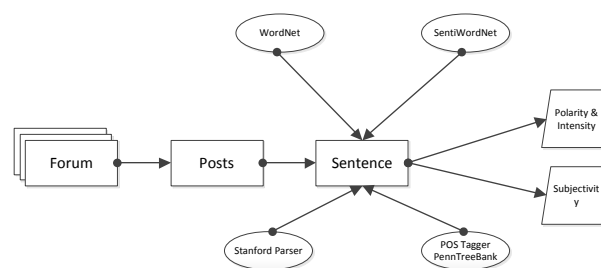 WordNet
SentiWordNet
Forum
Posts
Sentence
Polarity &
Intensity
Subjectivit
y
Stanford Parser
POS Tagger
PennTreeBank